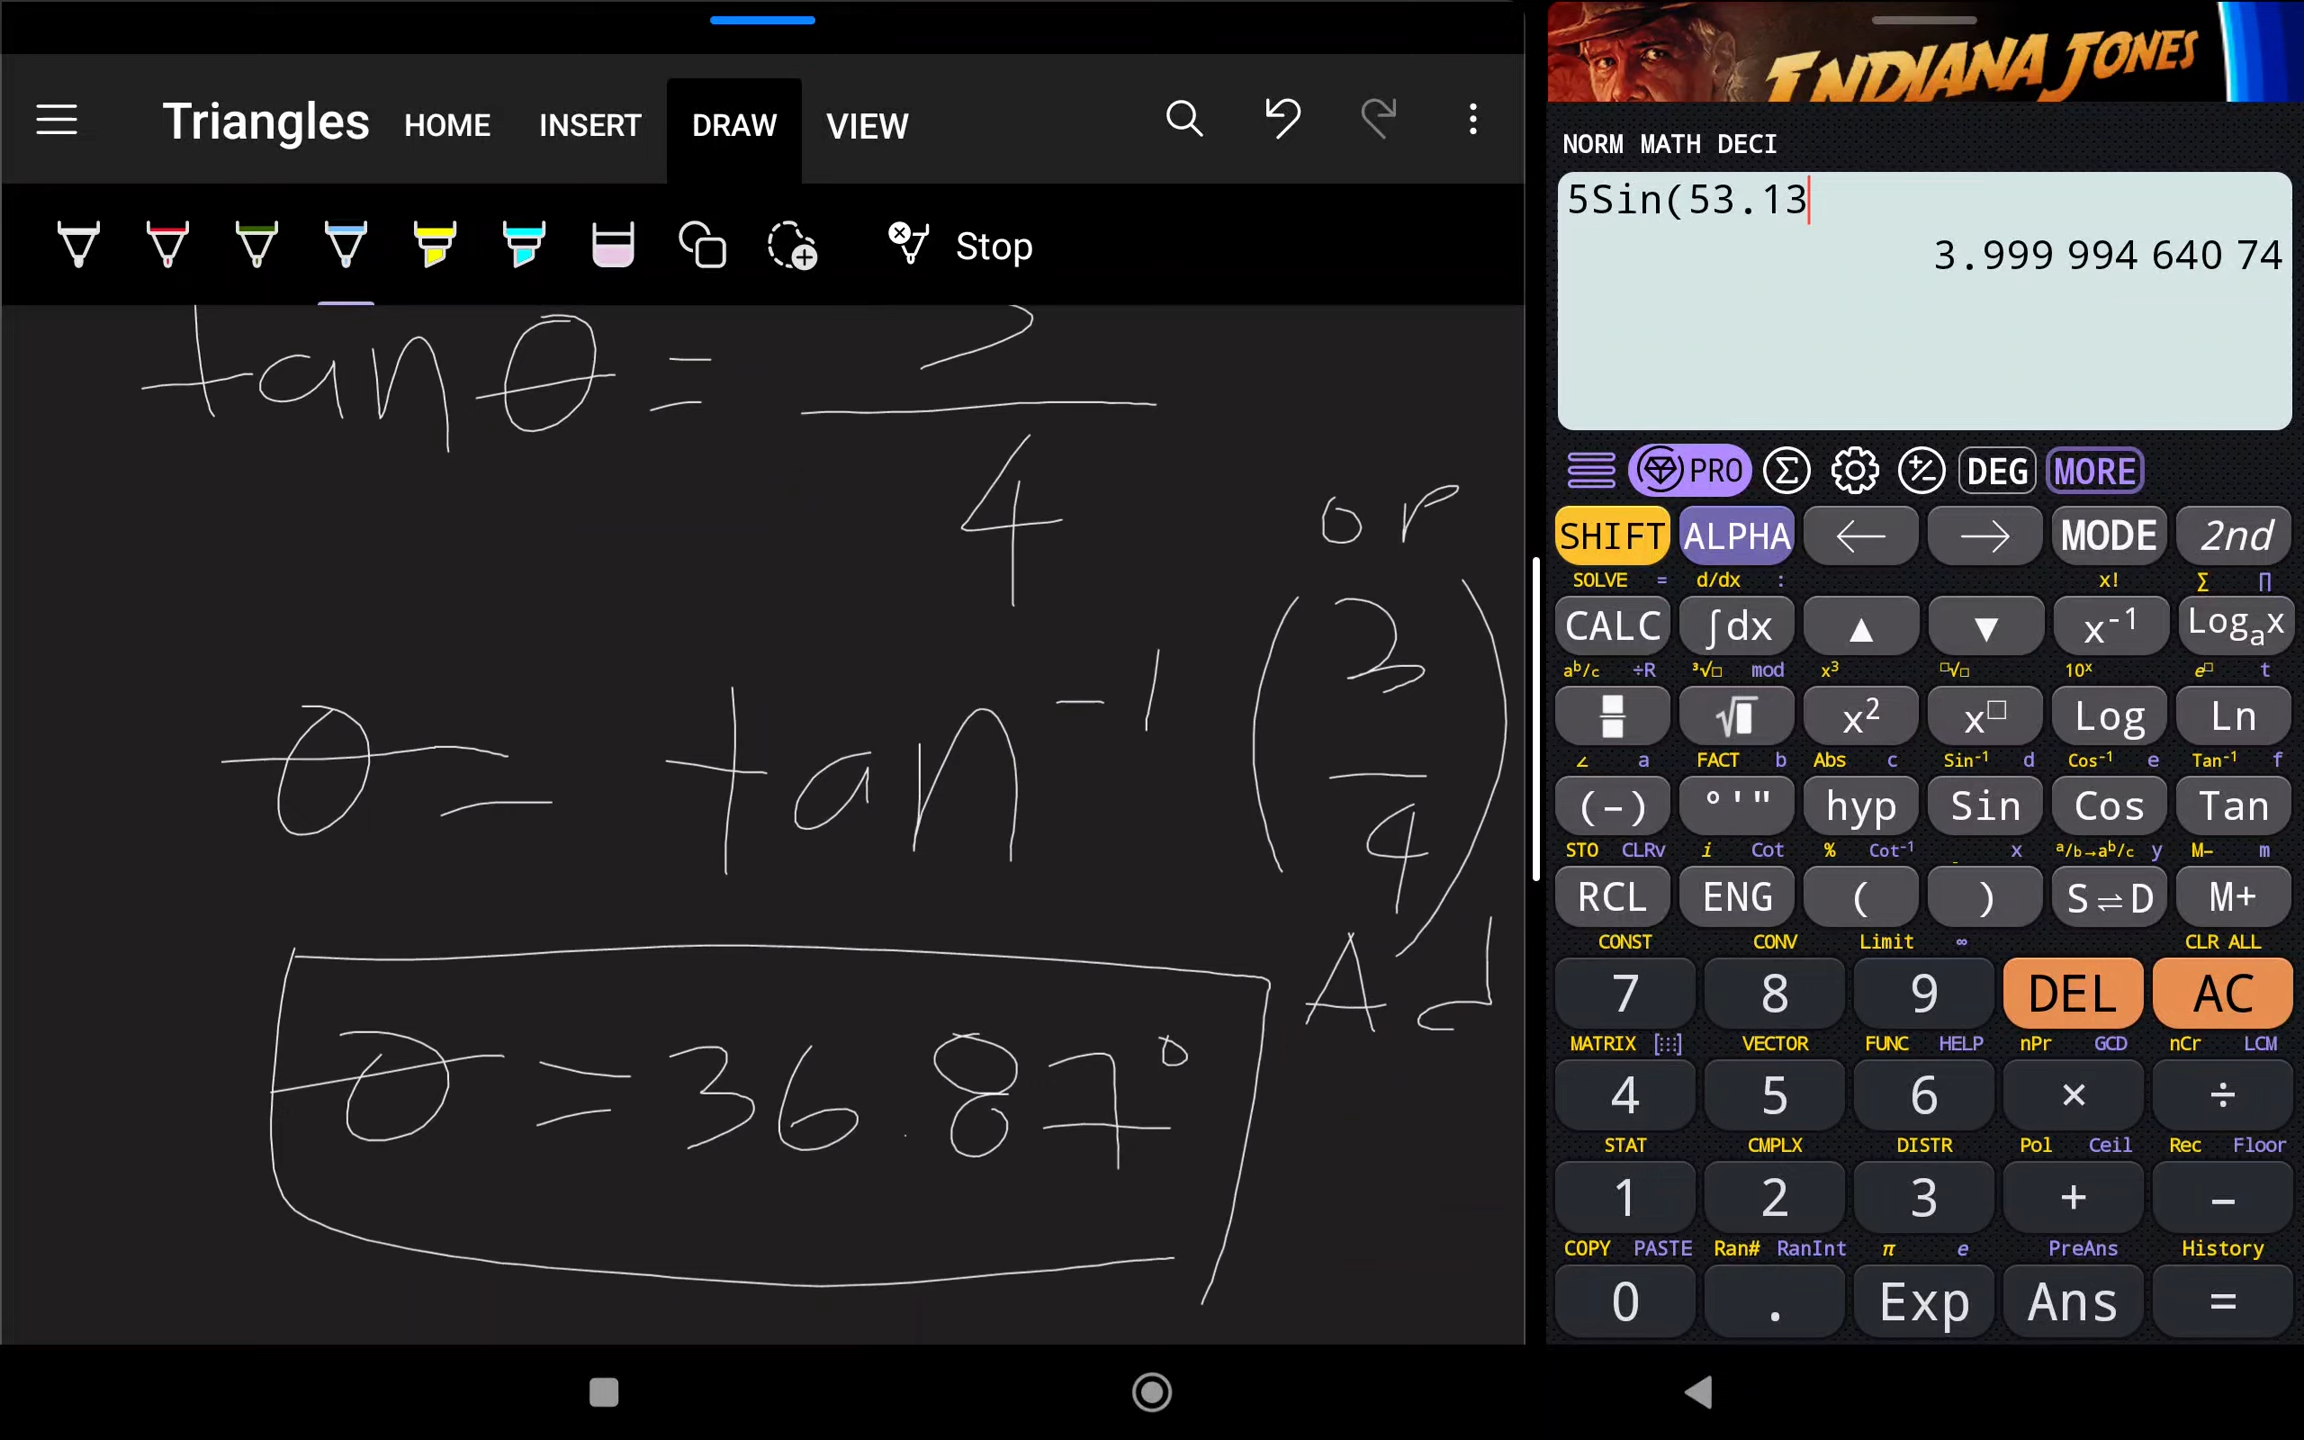 INDIANA JONES
Triangles HOME INSERT DRAW VIEW
Stop
tanθ = 3
4
or
θ = tan⁻¹ (3
4)
Ad
θ = 36.87°
NORM MATH DECI
5Sin(53.13
3.999 994 640 74
PRO Σ +/- DEG MORE
SHIFT ALPHA ← → MODE 2nd
SOLVE = d/dx : x! Σ ∏
CALC ∫dx ▲ ▼ x⁻¹ Logₐx
aᵇ/c ÷R ³√□ mod x³ □√□ 10ˣ e□ t
√ x² x□ Log Ln
∠ a FACT b Abs c Sin⁻¹ d Cos⁻¹ e Tan⁻¹ f
(-) °'" hyp Sin Cos Tan
STO CLRv i Cot % Cot⁻¹ x a/b→aᵇ/c y M- m
RCL ENG ( ) S⇌D M+
CONST CONV Limit ∞ CLR ALL
7 8 9 DEL AC
MATRIX [:::] VECTOR FUNC HELP nPr GCD nCr LCM
4 5 6 × ÷
STAT CMPLX DISTR Pol Ceil Rec Floor
1 2 3 + −
COPY PASTE Ran# RanInt π e PreAns History
0 . Exp Ans =